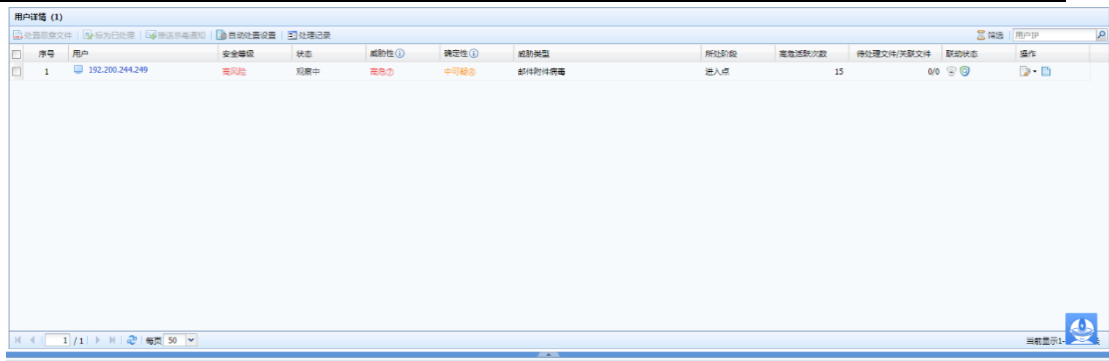 用户详情 (1)
处置恶意文件 标为已处理 推送杀毒通知 自动处置设置 处理记录 筛选 用户IP
序号 用户 安全等级 状态 威胁性 确定性 威胁类型 所处阶段 高危活跃次数 待处理文件/关联文件 联动状态 操作
1 192.200.244.249 高风险 观察中 高危⑦ 中可疑 邮件附件病毒 进入点 15 0/0
1 / 1 每页 50 当前显示1-